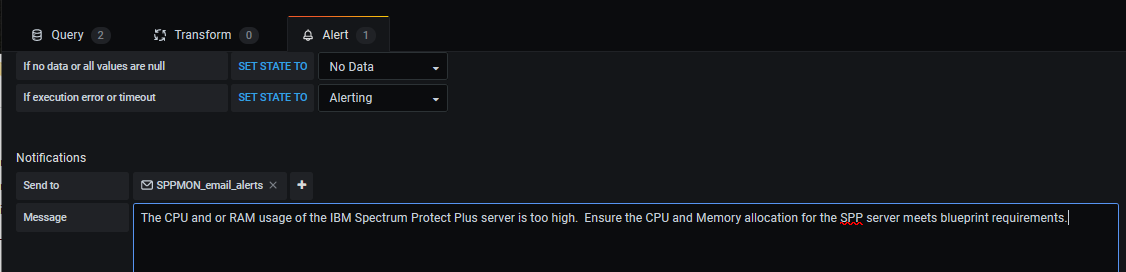 Query 2 Transform 0 Alert 1
If no data or all values are null SET STATE TO No Data
If execution error or timeout SET STATE TO Alerting
Notifications
Send to SPPMON_email_alerts × +
Message The CPU and or RAM usage of the IBM Spectrum Protect Plus server is too high.  Ensure the CPU and Memory allocation for the SPP server meets blueprint requirements.